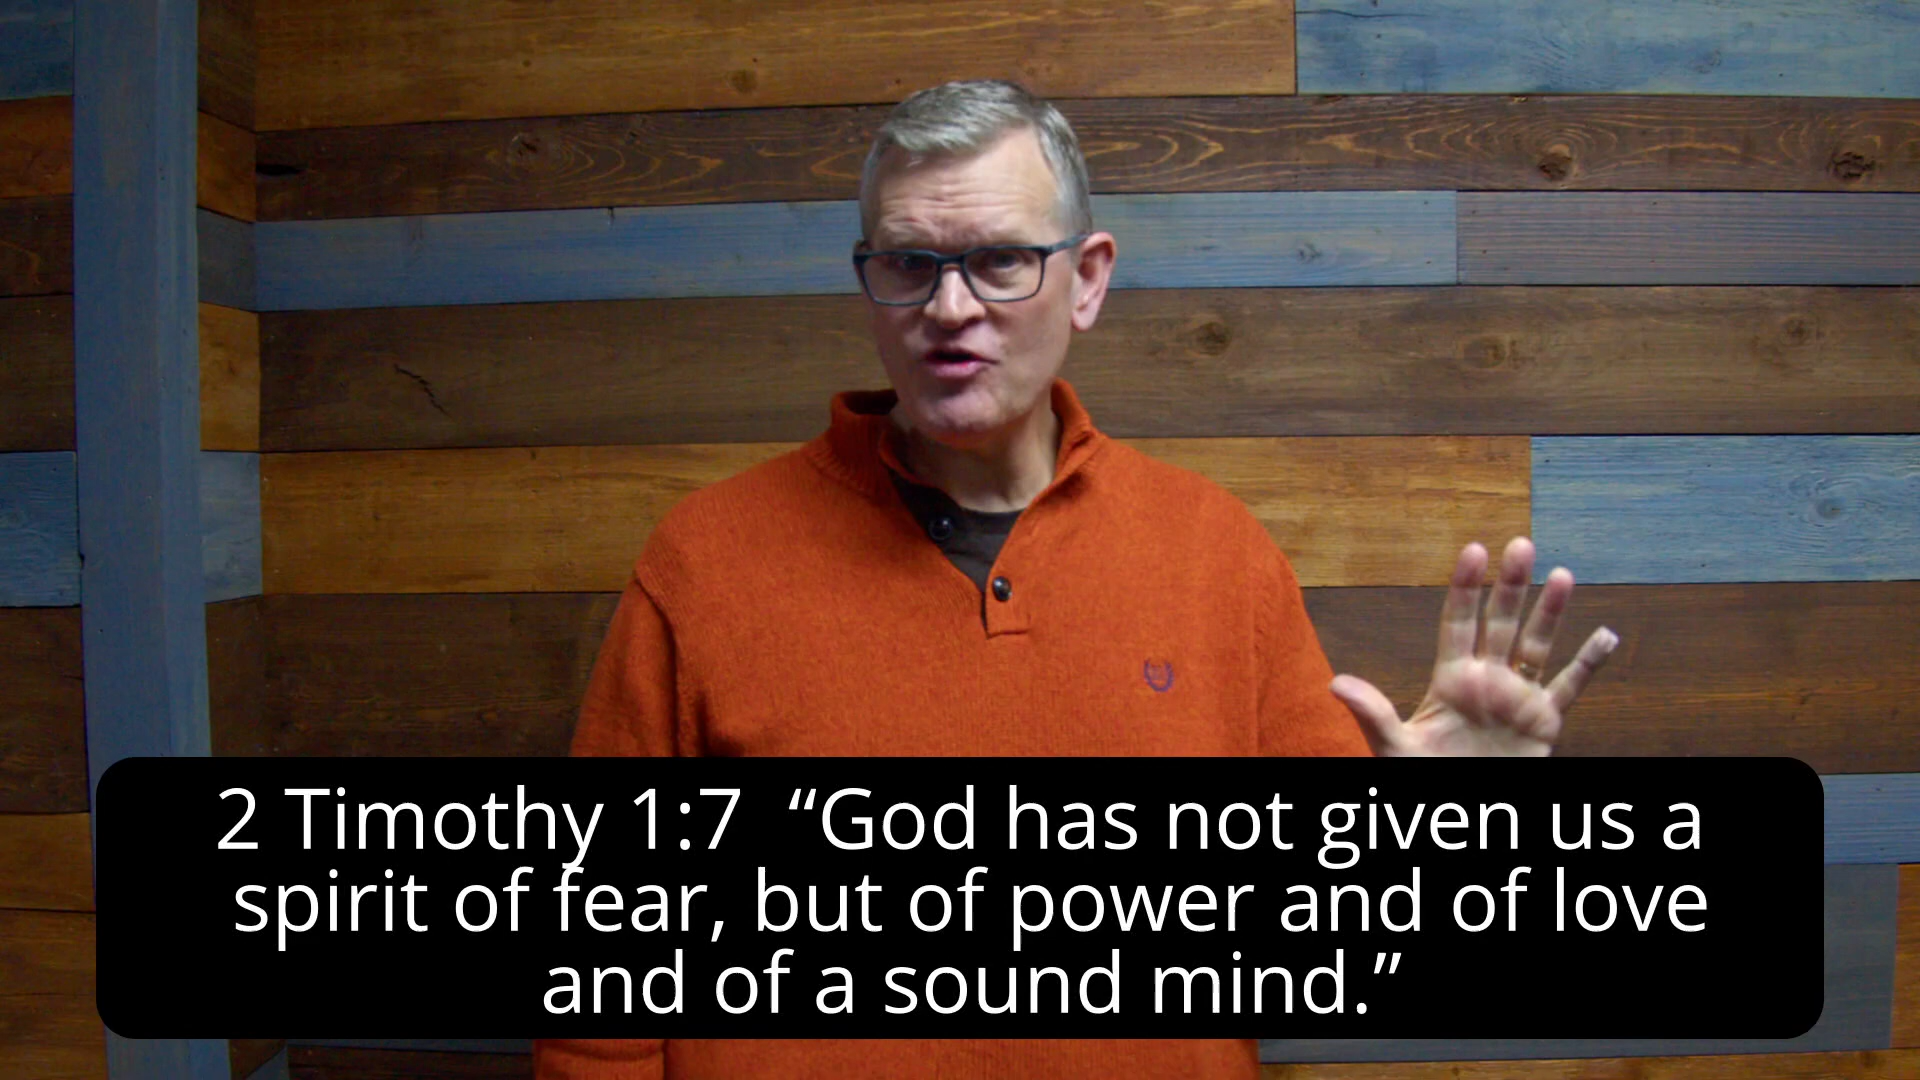 2 Timothy 1:7  “God has not given us a
spirit of fear, but of power and of love
and of a sound mind.”